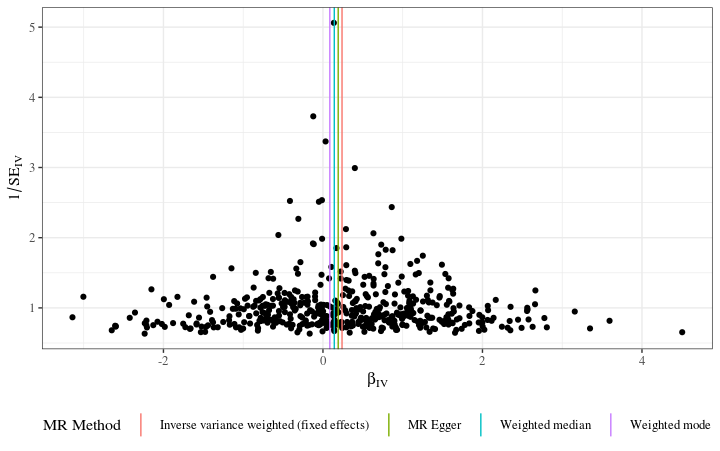 5
4
3
2
1
1/SE_IV
-2
0
2
4
β_IV
MR Method
Inverse variance weighted (fixed effects)
MR Egger
Weighted median
Weighted mode